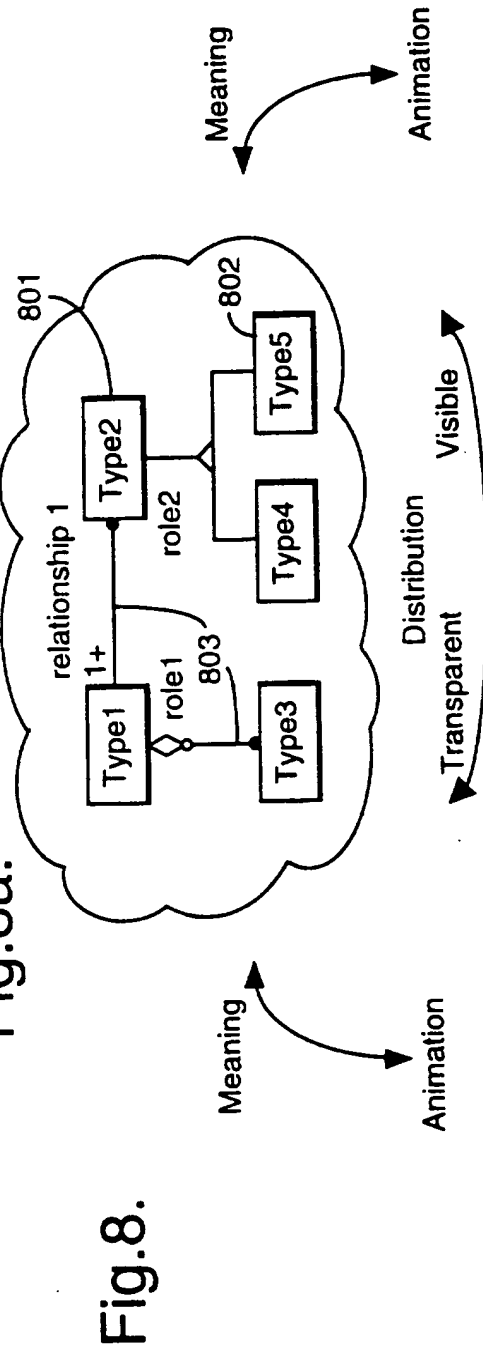 Fig.8a.
Fig.8.
relationship 1
801
1+
Type1
Type2
role1
role2
803
802
Type3
Type4
Type5
Meaning
Animation
Meaning
Animation
Distribution
Transparent
Visible